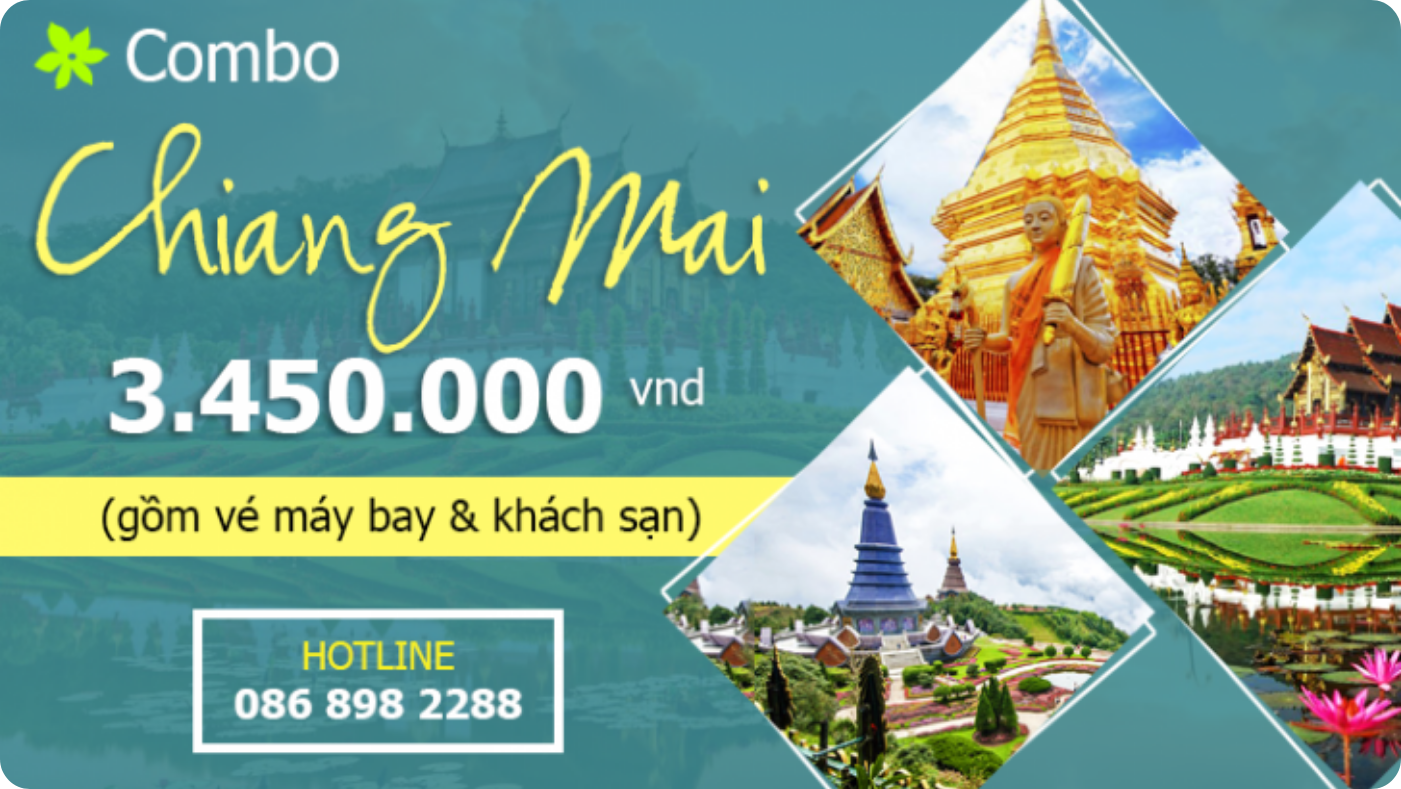 Combo
Chiang Mai
3.450.000 vnd
(gồm vé máy bay & khách sạn)
HOTLINE
086 898 2288